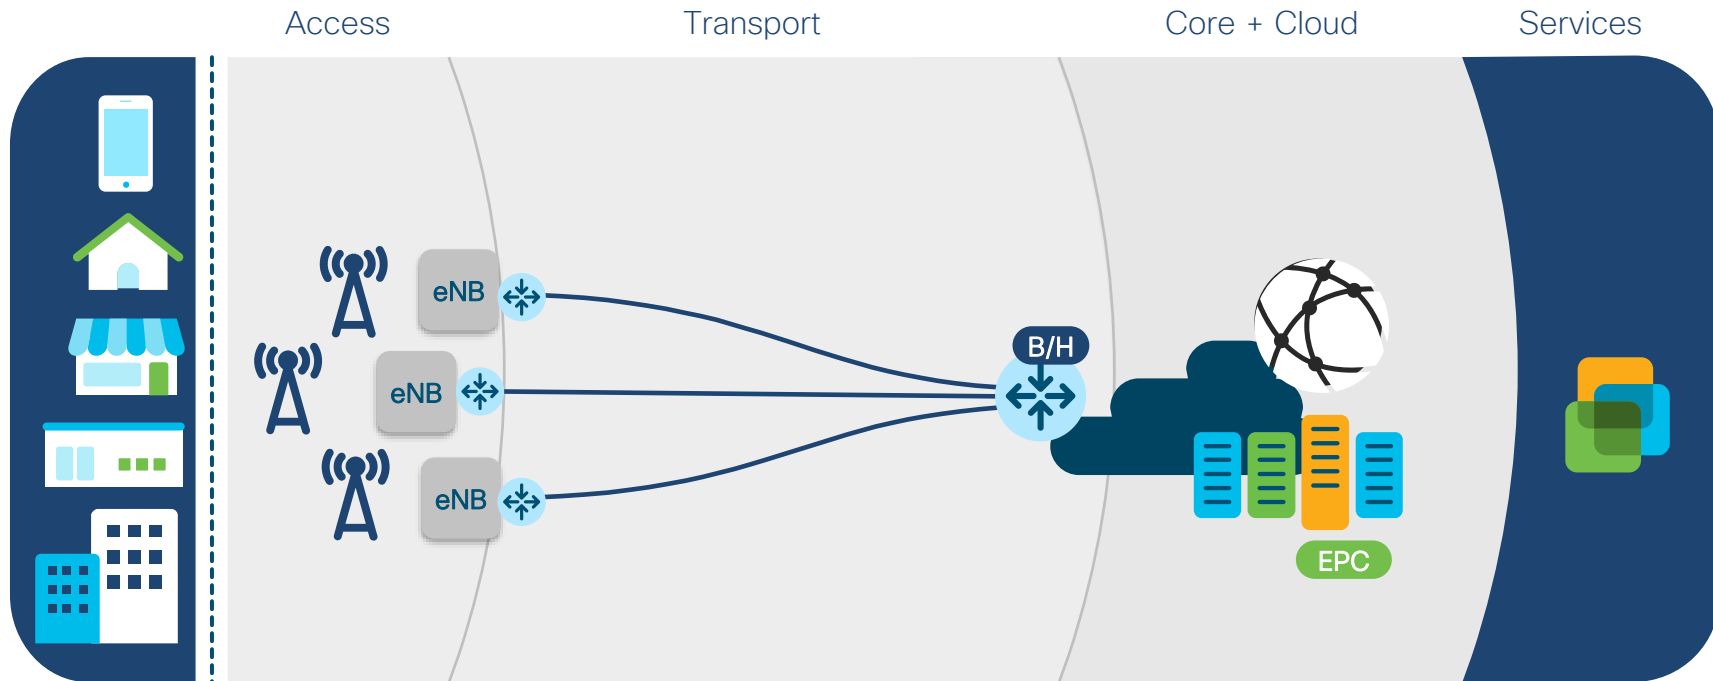 Access
Transport
Core + Cloud
Services
eNB
B/H
eNB
eNB
EPC